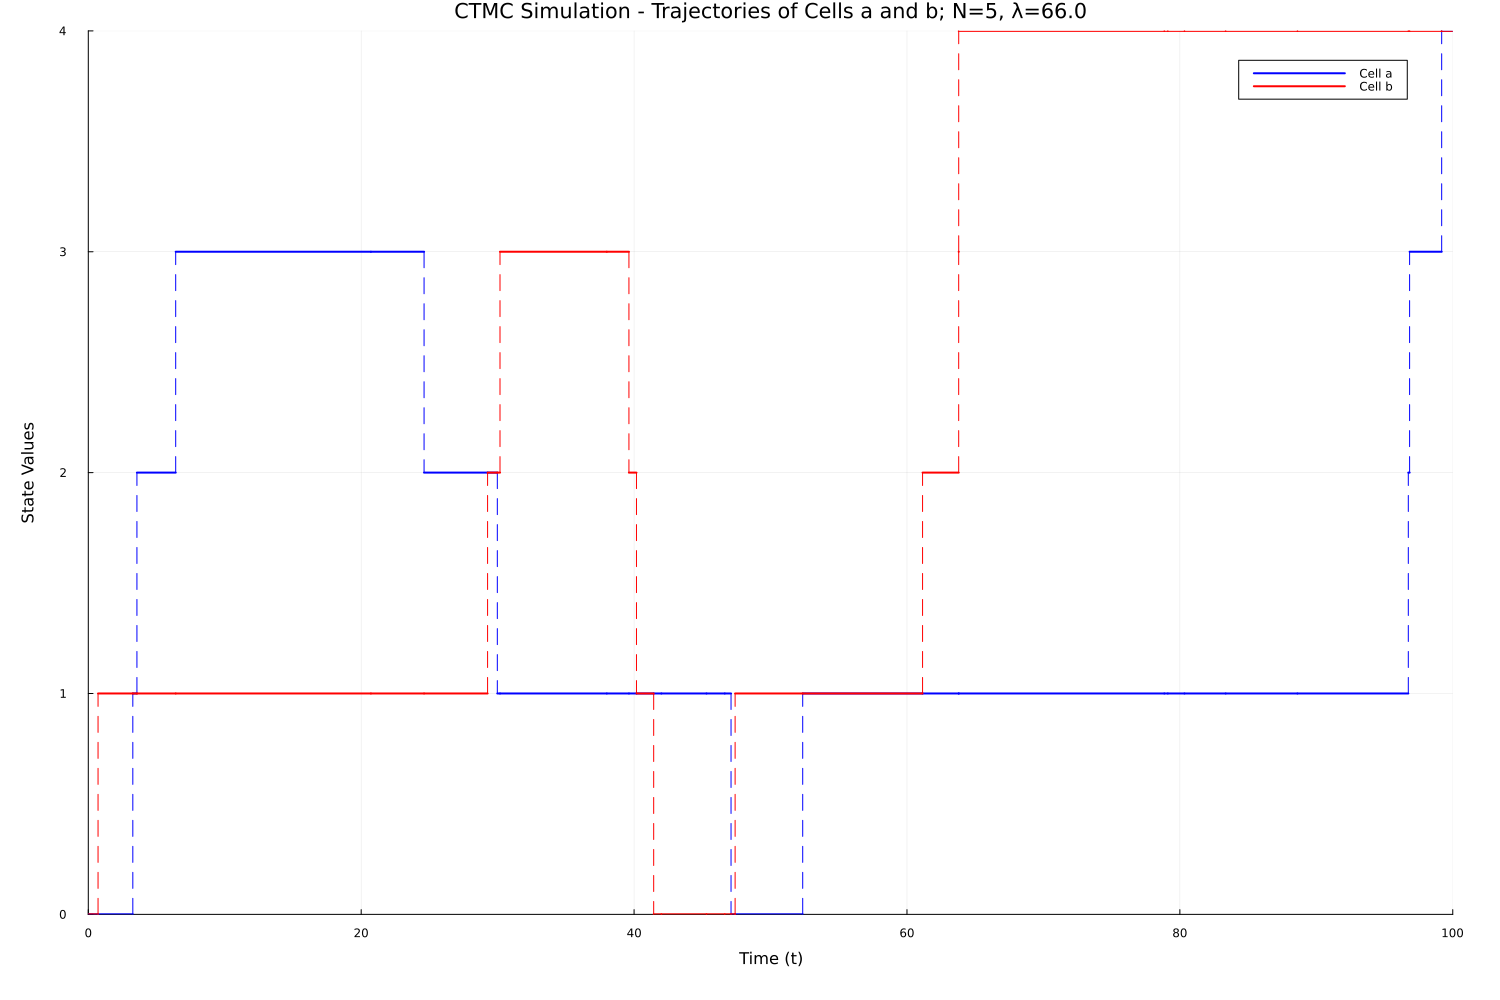 CTMC Simulation - Trajectories of Cells a and b; N=5, λ=66.0
4
Cell a
Cell b
3
State Values
2
1
0
0 20 40 60 80 100
Time (t)